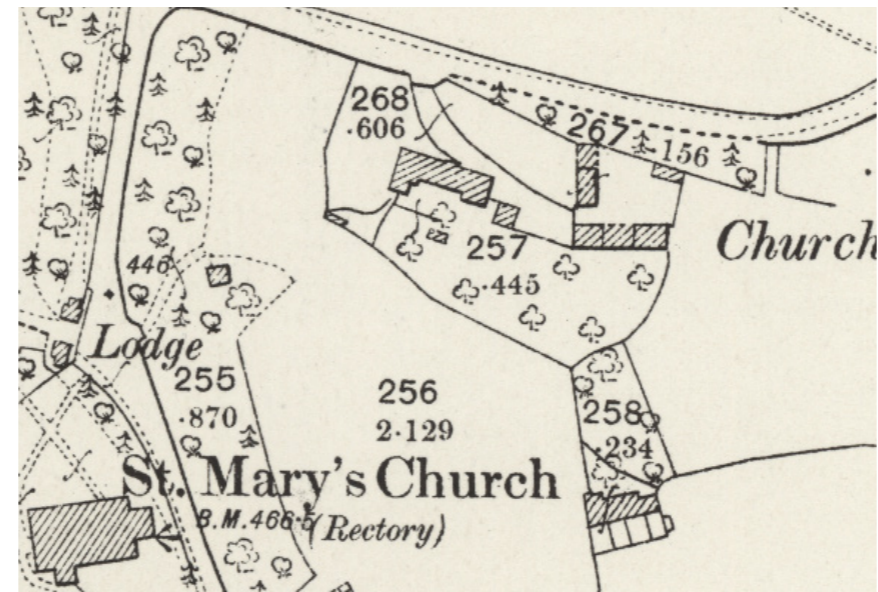 268
·606
267
·156
Church
257
·445
446
Lodge
255
·870
256
2·129
258
·234
St. Mary's Church
B.M.466·5
(Rectory)